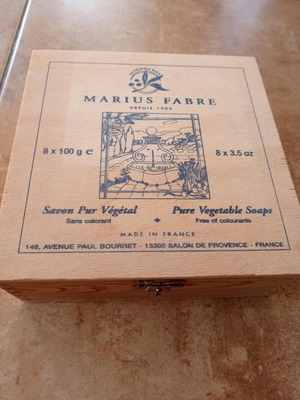 MARIUS FABRE
DEPUIS 1900
8 x 100 g e
8 x 3.5 oz
Savon Pur Végétal
Pure Vegetable Soaps
Sans colorant
+
Free of colourants
MADE IN FRANCE
148, AVENUE PAUL BOURRET - 13300 SALON DE PROVENCE - FRANCE